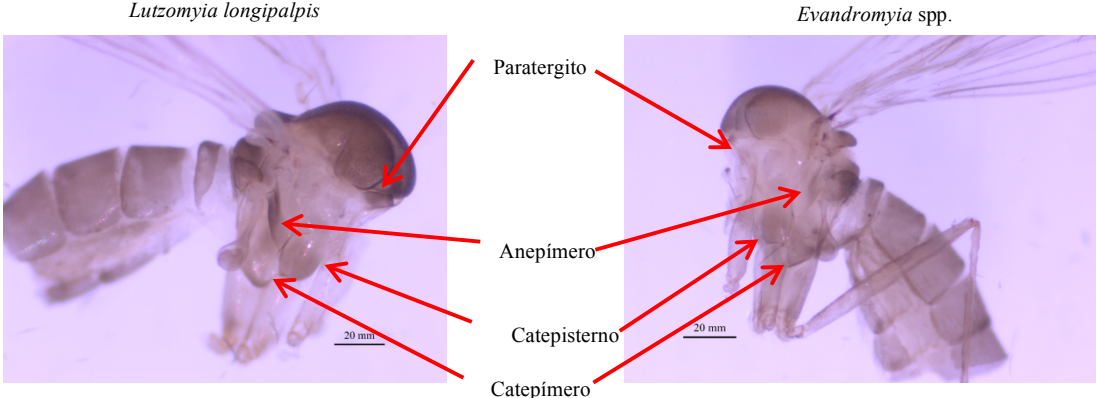 Lutzomyia longipalpis
Evandromyia spp.
Paratergito
Anepímero
Catepisterno
20 mm
20 mm
Catepímero